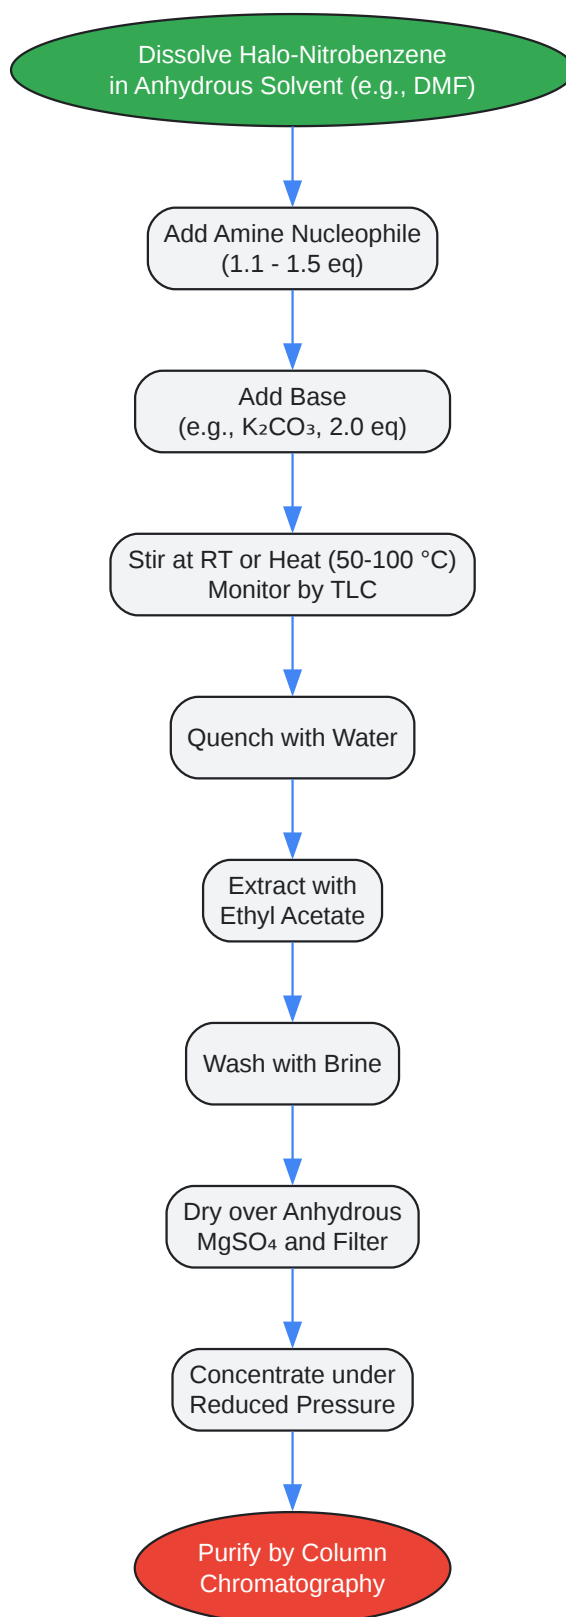 Dissolve Halo-Nitrobenzene
in Anhydrous Solvent (e.g., DMF)
Add Amine Nucleophile
(1.1 - 1.5 eq)
Add Base
(e.g., K₂CO₃, 2.0 eq)
Stir at RT or Heat (50-100 °C)
Monitor by TLC
Quench with Water
Extract with
Ethyl Acetate
Wash with Brine
Dry over Anhydrous
MgSO₄ and Filter
Concentrate under
Reduced Pressure
Purify by Column
Chromatography